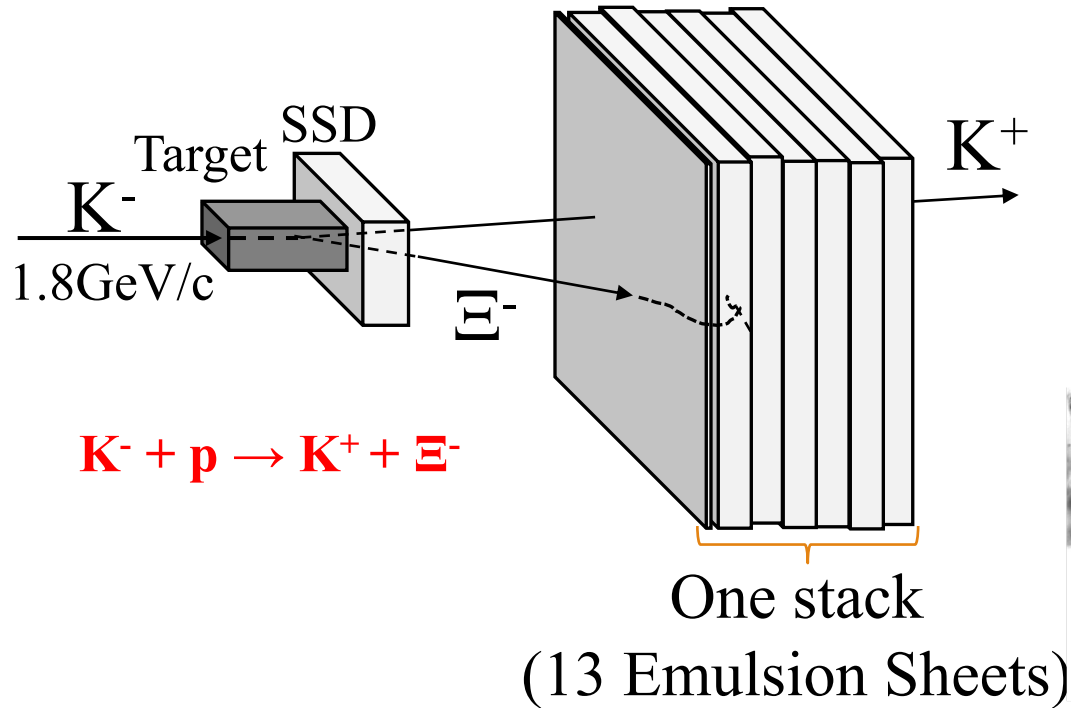 SSD
Target
K⁻
1.8GeV/c
K⁺
Ξ⁻
K⁻ + p → K⁺ + Ξ⁻
One stack
(13 Emulsion Sheets)